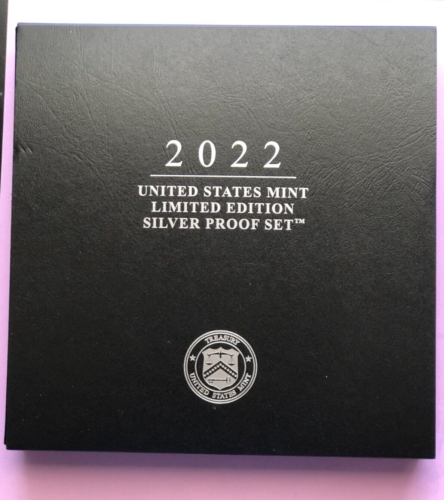 2022
UNITED STATES MINT
LIMITED EDITION
SILVER PROOF SET™
TREASURY
UNITED STATES MINT